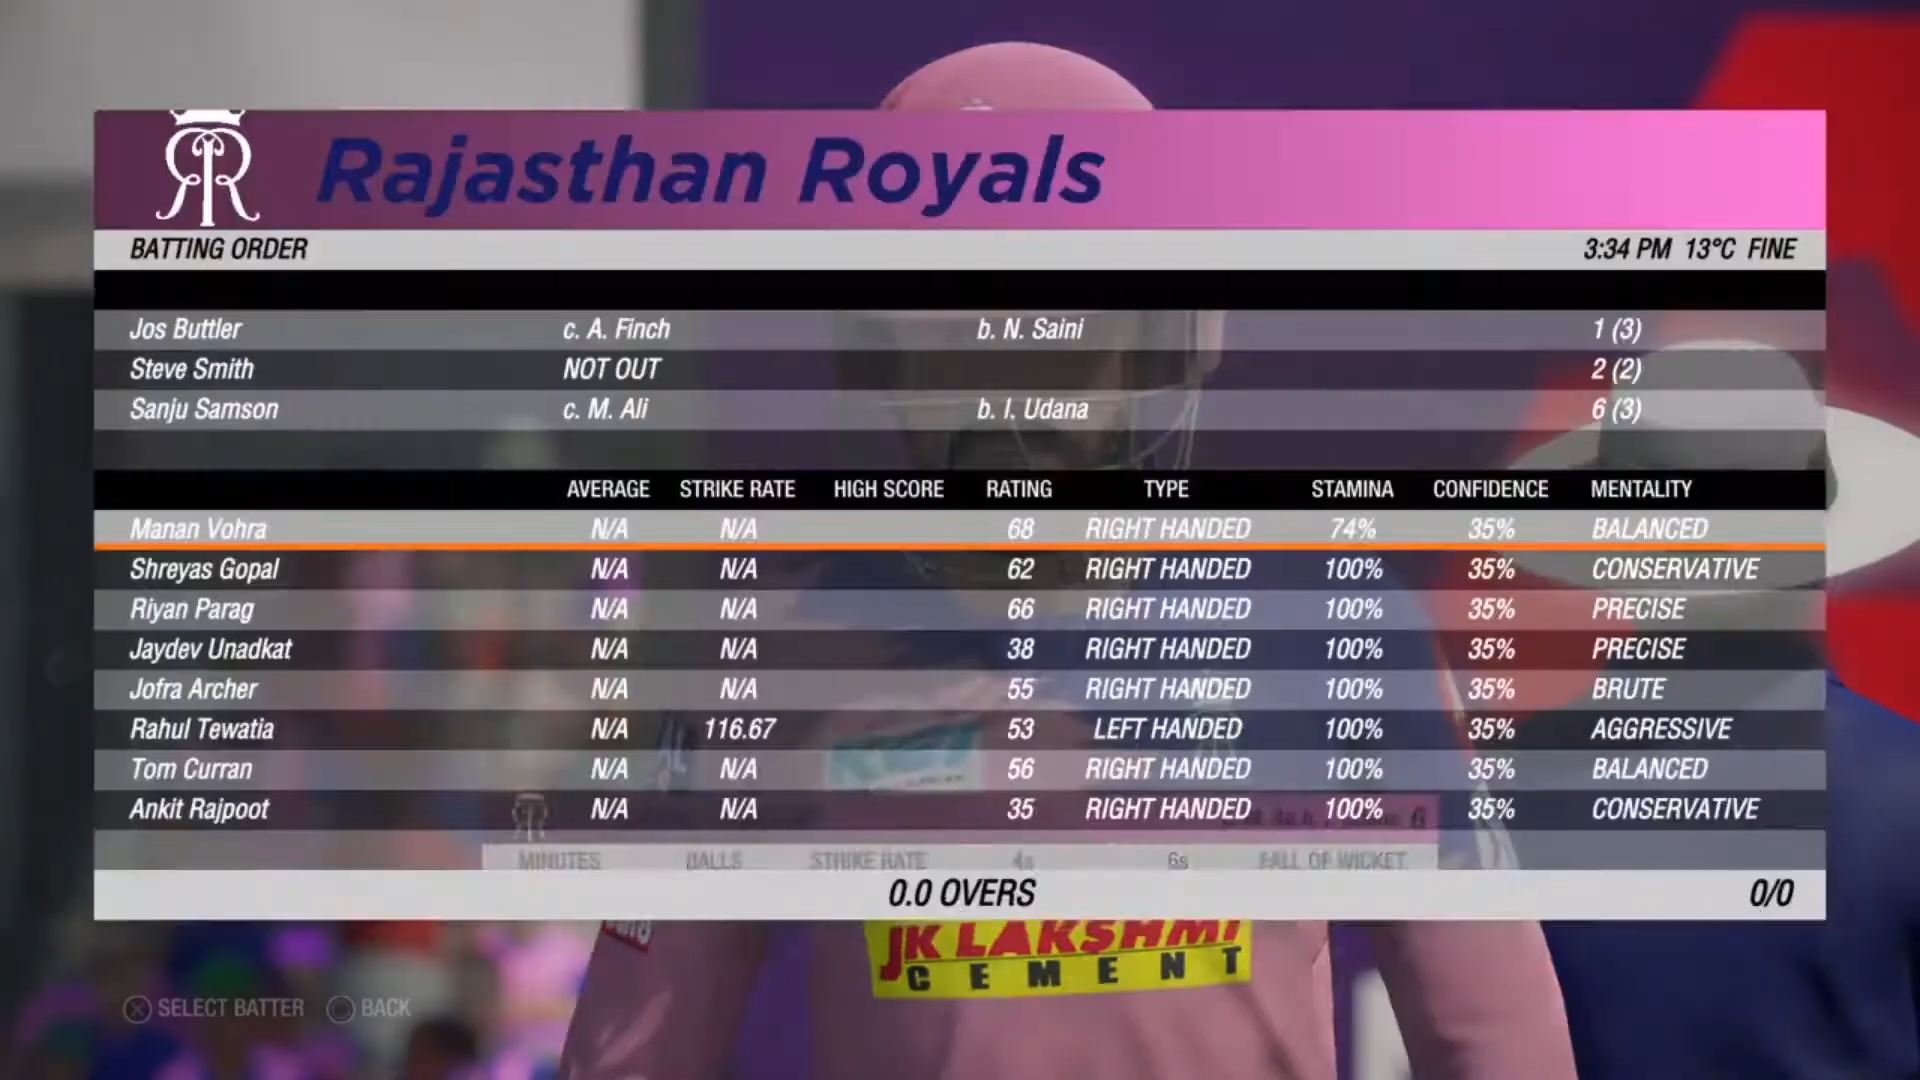 Rajasthan Royals
BATTING ORDER 3:34 PM 13°C FINE
Jos Buttler c. A. Finch b. N. Saini 1 (3)
Steve Smith NOT OUT 2 (2)
Sanju Samson c. M. Ali b. I. Udana 6 (3)
AVERAGE STRIKE RATE HIGH SCORE RATING TYPE STAMINA CONFIDENCE MENTALITY
Manan Vohra N/A N/A 68 RIGHT HANDED 74% 35% BALANCED
Shreyas Gopal N/A N/A 62 RIGHT HANDED 100% 35% CONSERVATIVE
Riyan Parag N/A N/A 66 RIGHT HANDED 100% 35% PRECISE
Jaydev Unadkat N/A N/A 38 RIGHT HANDED 100% 35% PRECISE
Jofra Archer N/A N/A 55 RIGHT HANDED 100% 35% BRUTE
Rahul Tewatia N/A 116.67 53 LEFT HANDED 100% 35% AGGRESSIVE
Tom Curran N/A N/A 56 RIGHT HANDED 100% 35% BALANCED
Ankit Rajpoot N/A N/A 35 RIGHT HANDED 100% 35% CONSERVATIVE
MINUTES BALLS STRIKE RATE 4s 6s FALL OF WICKET
0.0 OVERS 0/0
JK LAKSHMI
CEMENT
SELECT BATTER BACK